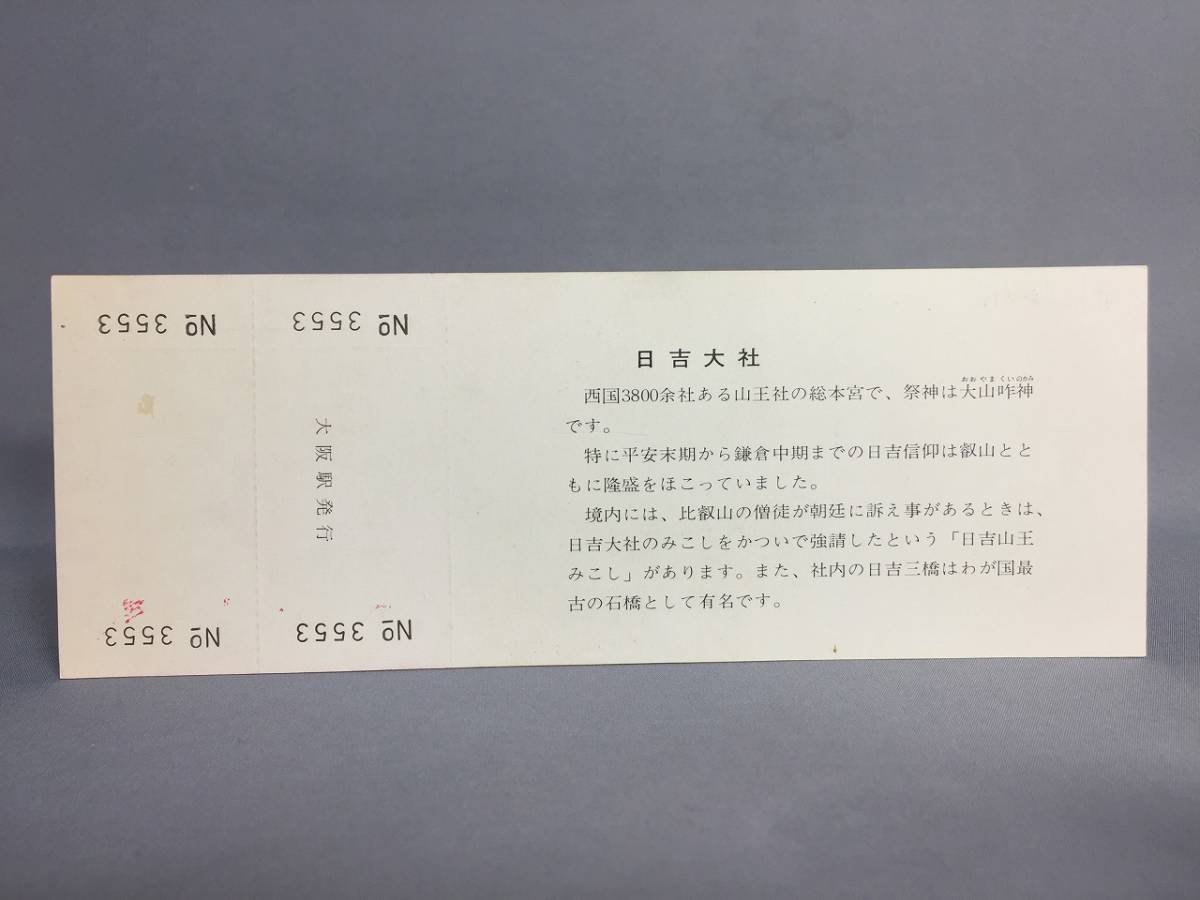 № 3553
№ 3553
大阪駅発行
№ 3553
№ 3553
日吉大社
西国3800余社ある山王社の総本宮で、祭神は大山咋神
おおやまくいのかみ
です。
特に平安末期から鎌倉中期までの日吉信仰は叡山とと
もに隆盛をほこっていました。
境内には、比叡山の僧徒が朝廷に訴え事があるときは、
日吉大社のみこしをかついで強請したという「日吉山王
みこし」があります。また、社内の日吉三橋はわが国最
古の石橋として有名です。